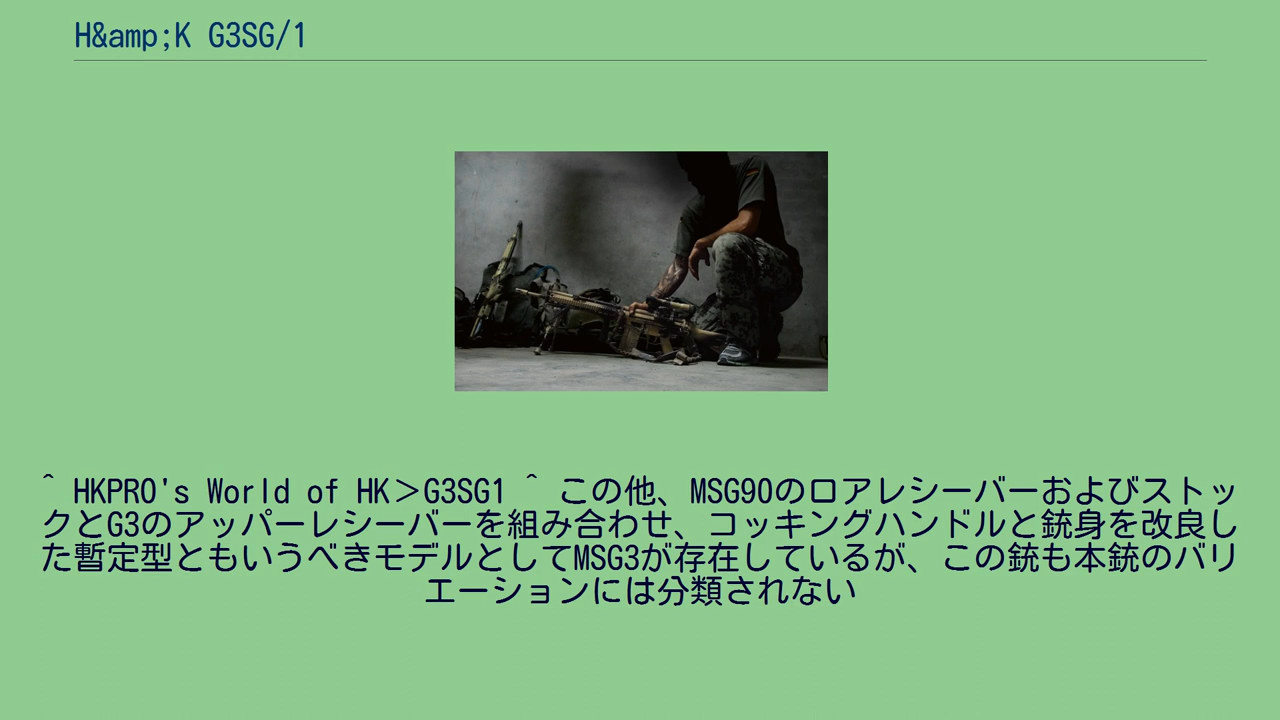 H&amp;K G3SG/1
^ HKPRO's World of HK＞G3SG1 ^ この他、MSG90のロアレシーバーおよびストッ
クとG3のアッパーレシーバーを組み合わせ、コッキングハンドルと銃身を改良し
た暫定型ともいうべきモデルとしてMSG3が存在しているが、この銃も本銃のバリ
エーションには分類されない